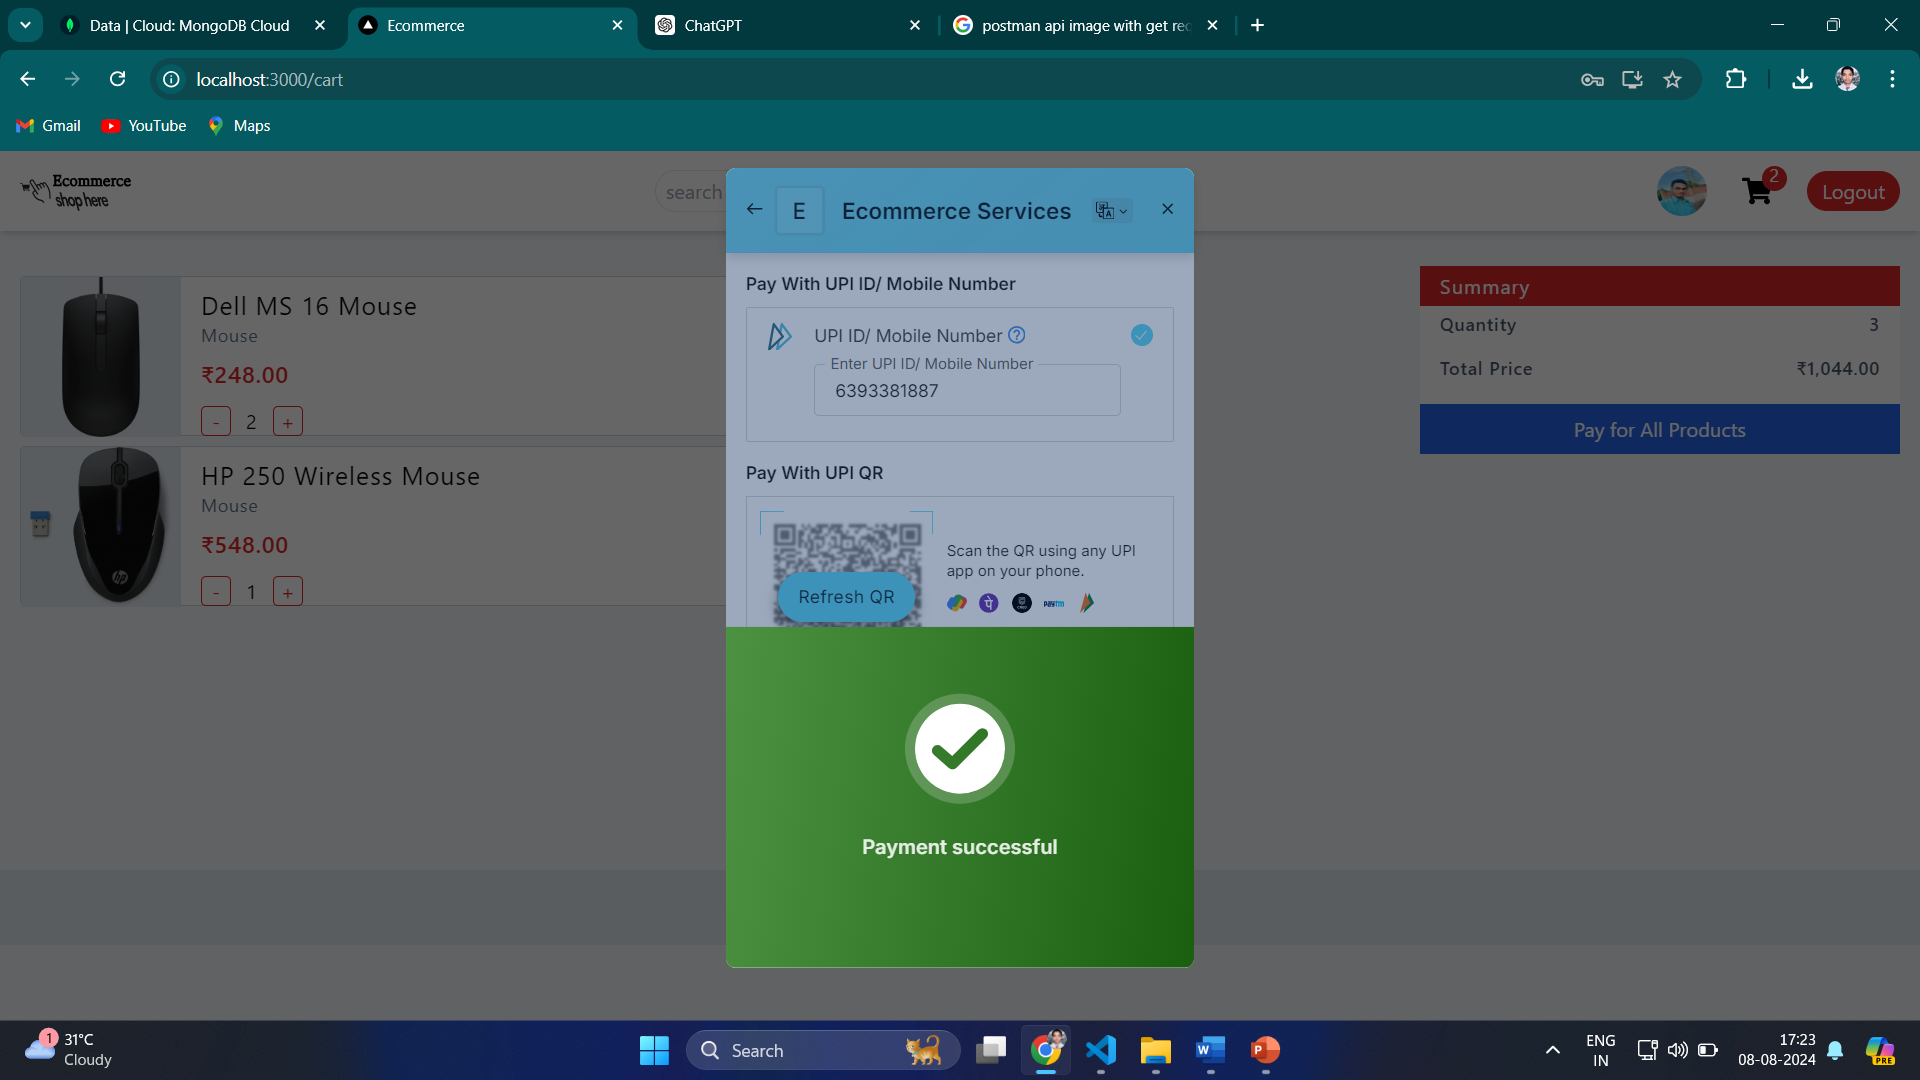 Data | Cloud: MongoDB Cloud
Ecommerce
ChatGPT
postman api image with get rec
localhost:3000/cart
Gmail
YouTube
Maps
Ecommerce
shop here
search
2
Logout
E
Ecommerce Services
Pay With UPI ID/ Mobile Number
UPI ID/ Mobile Number
Enter UPI ID/ Mobile Number
6393381887
Pay With UPI QR
Scan the QR using any UPI
app on your phone.
Refresh QR
paytm
Payment successful
Dell MS 16 Mouse
Mouse
₹248.00
- 2 +
HP 250 Wireless Mouse
Mouse
₹548.00
- 1 +
hp
Summary
Quantity 3
Total Price ₹1,044.00
Pay for All Products
1
31°C
Cloudy
Search
ENG
IN
17:23
08-08-2024
PRE